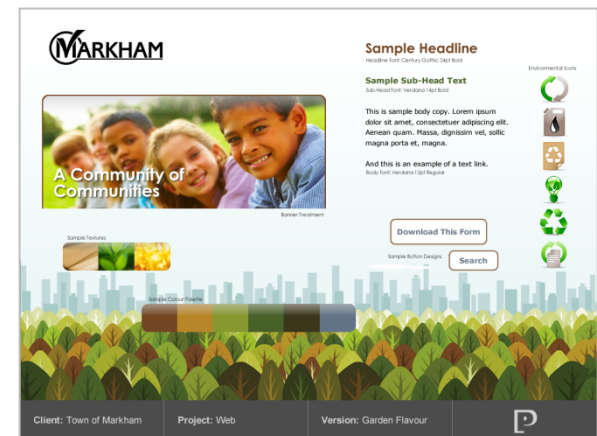 MARKHAM
Sample Headline
Headline Font: Century Gothic 24pt Bold
Environmental Icons
Sample Sub-Head Text
Sub-Head Font: Verdana 14pt Bold
This is sample body copy. Lorem ipsum
dolor sit amet, consectetuer adipiscing elit.
Aenean quam. Massa, dignissim vel, sollic
magna porta et, magna.
And this is an example of a text link.
Body Font: Verdana 12pt Regular
A Community of
Communities
Banner Treatment
Sample Textures
Download This Form
Sample Button Designs
Search
Sample Colour Palette
Client: Town of Markham
Project: Web
Version: Garden Flavour
P